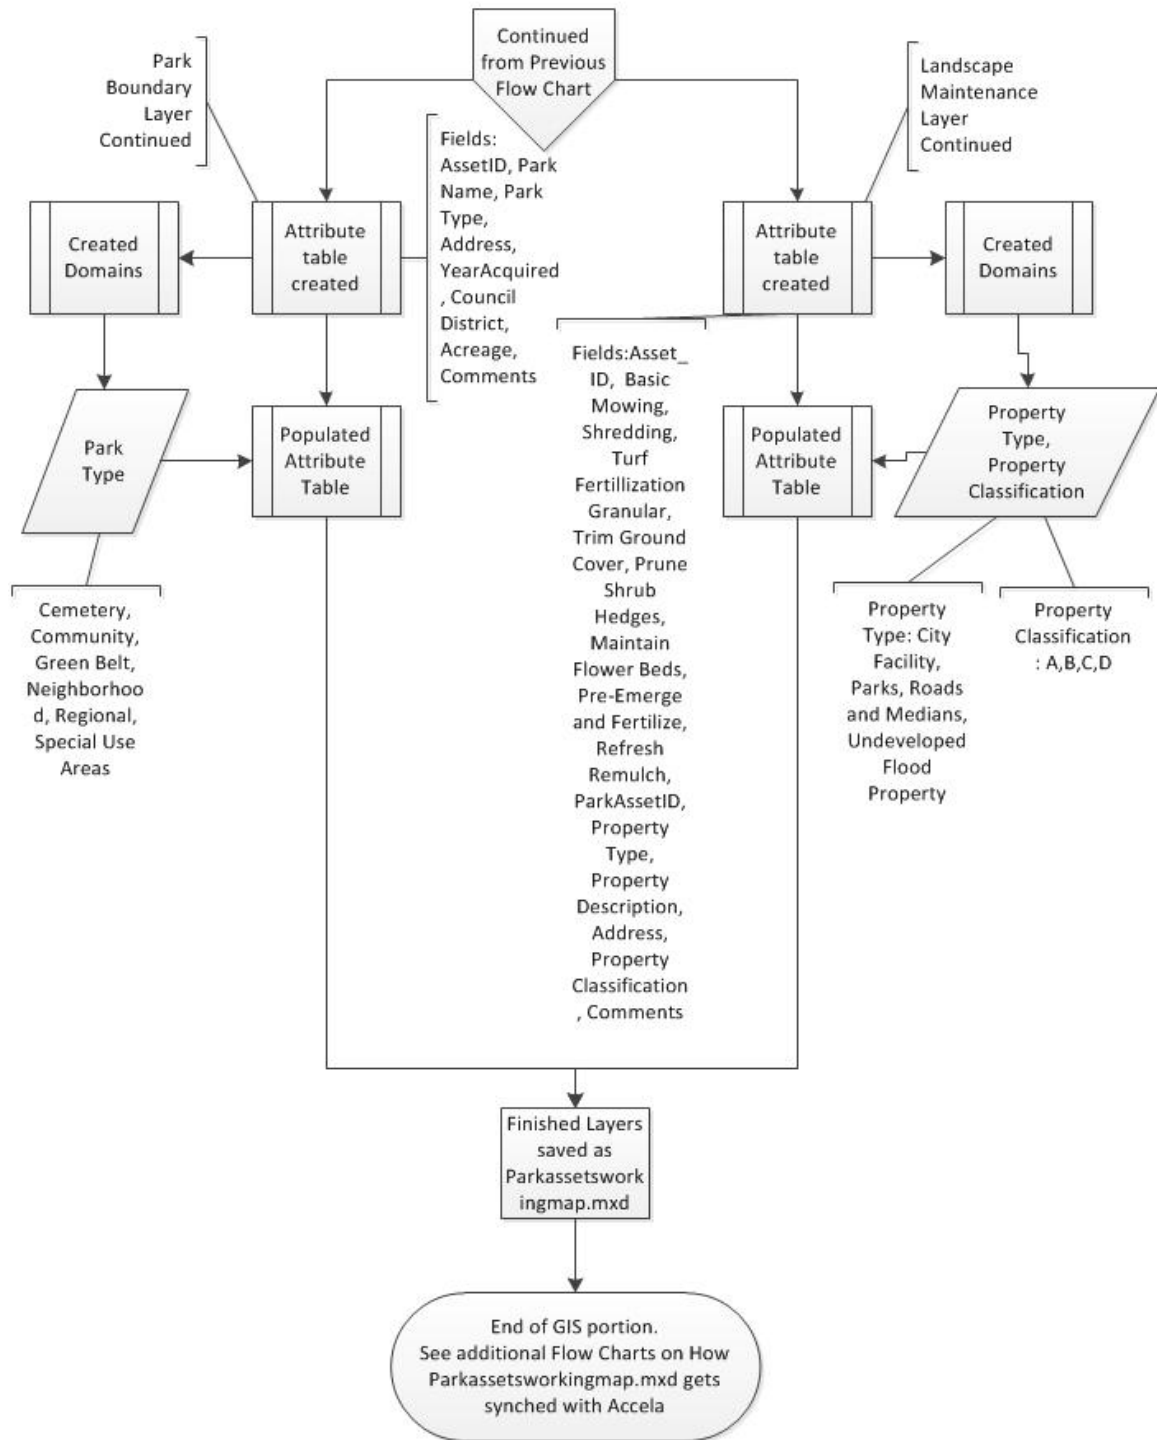 Continued
from Previous
Flow Chart
Park
Boundary
Layer
Continued
Landscape
Maintenance
Layer
Continued
Fields:
AssetID, Park
Name, Park
Type,
Address,
YearAcquired
, Council
District,
Acreage,
Comments
Created
Domains
Attribute
table
created
Attribute
table
created
Created
Domains
Park
Type
Populated
Attribute
Table
Fields:Asset_
ID, Basic
Mowing,
Shredding,
Turf
Fertillization
Granular,
Trim Ground
Cover, Prune
Shrub
Hedges,
Maintain
Flower Beds,
Pre-Emerge
and Fertilize,
Refresh
Remulch,
ParkAssetID,
Property
Type,
Property
Description,
Address,
Property
Classification
, Comments
Populated
Attribute
Table
Property
Type,
Property
Classification
Cemetery,
Community,
Green Belt,
Neighborhoo
d, Regional,
Special Use
Areas
Property
Type: City
Facility,
Parks, Roads
and Medians,
Undeveloped
Flood
Property
Property
Classification
: A,B,C,D
Finished Layers
saved as
Parkassetswork
ingmap.mxd
End of GIS portion.
See additional Flow Charts on How
Parkassetsworkingmap.mxd gets
synched with Accela